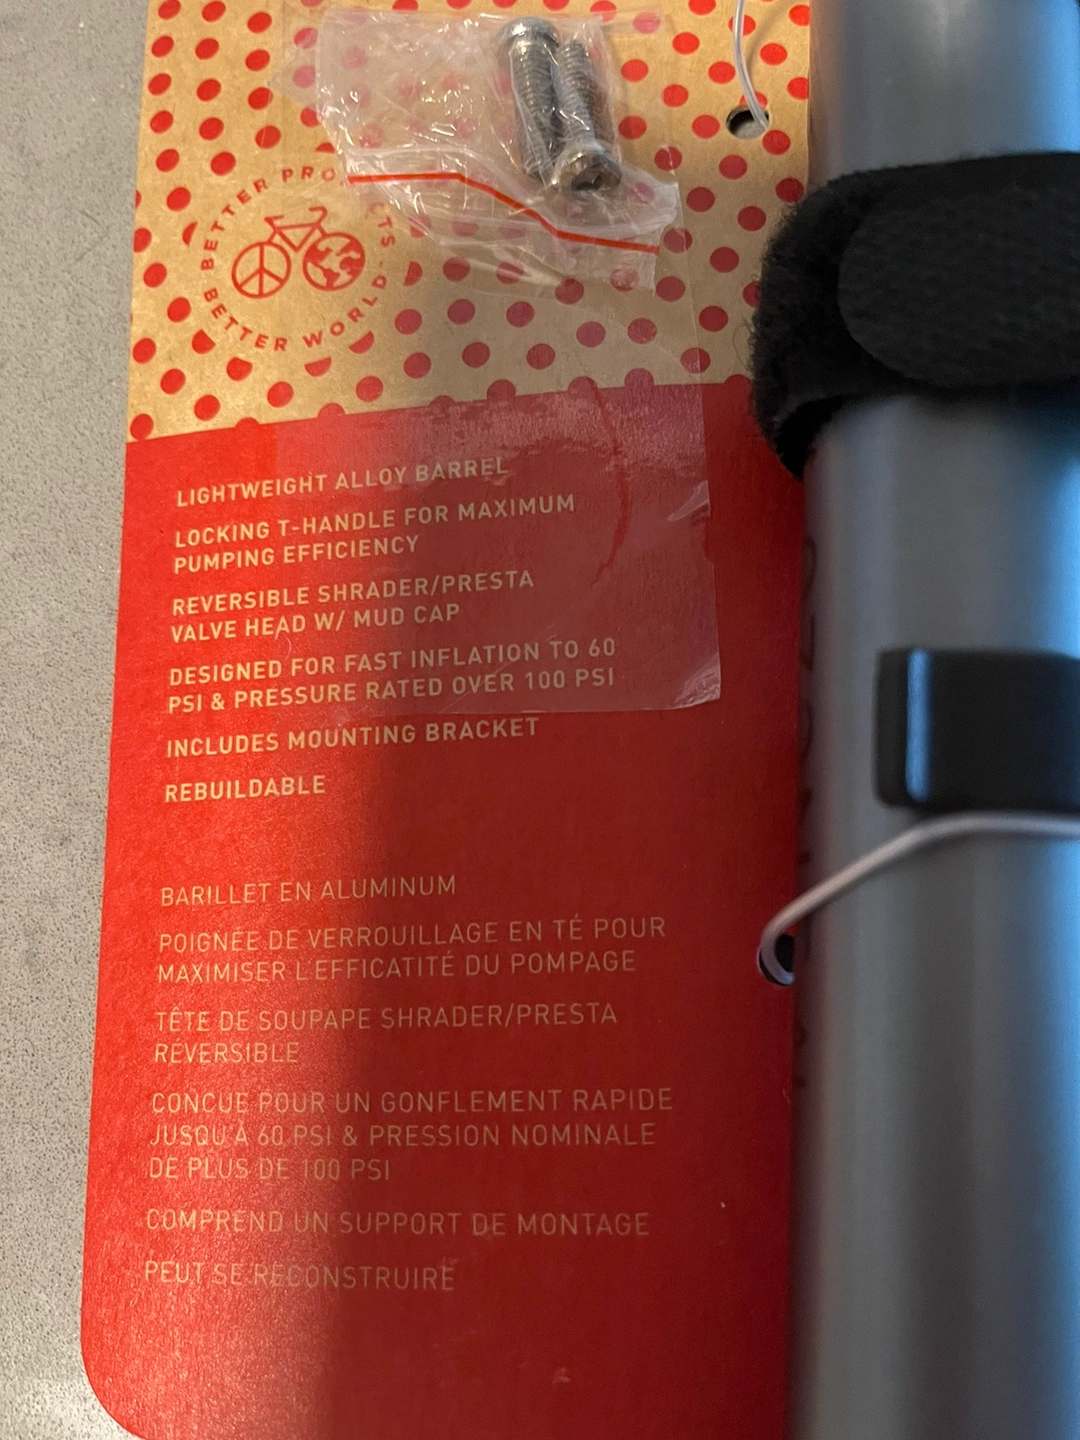 BETTER PRO CTS · BETTER WORLD ·
LIGHTWEIGHT ALLOY BARREL
LOCKING T-HANDLE FOR MAXIMUM
PUMPING EFFICIENCY
REVERSIBLE SHRADER/PRESTA
VALVE HEAD W/ MUD CAP
DESIGNED FOR FAST INFLATION TO 60
PSI & PRESSURE RATED OVER 100 PSI
INCLUDES MOUNTING BRACKET
REBUILDABLE
BARILLET EN ALUMINUM
POIGNÉE DE VERROUILLAGE EN TÉ POUR
MAXIMISER L'EFFICATITÉ DU POMPAGE
TÊTE DE SOUPAPE SHRADER/PRESTA
RÉVERSIBLE
CONCUE POUR UN GONFLEMENT RAPIDE
JUSQU'À 60 PSI & PRESSION NOMINALE
DE PLUS DE 100 PSI
COMPREND UN SUPPORT DE MONTAGE
PEUT SE RECONSTRUIRE